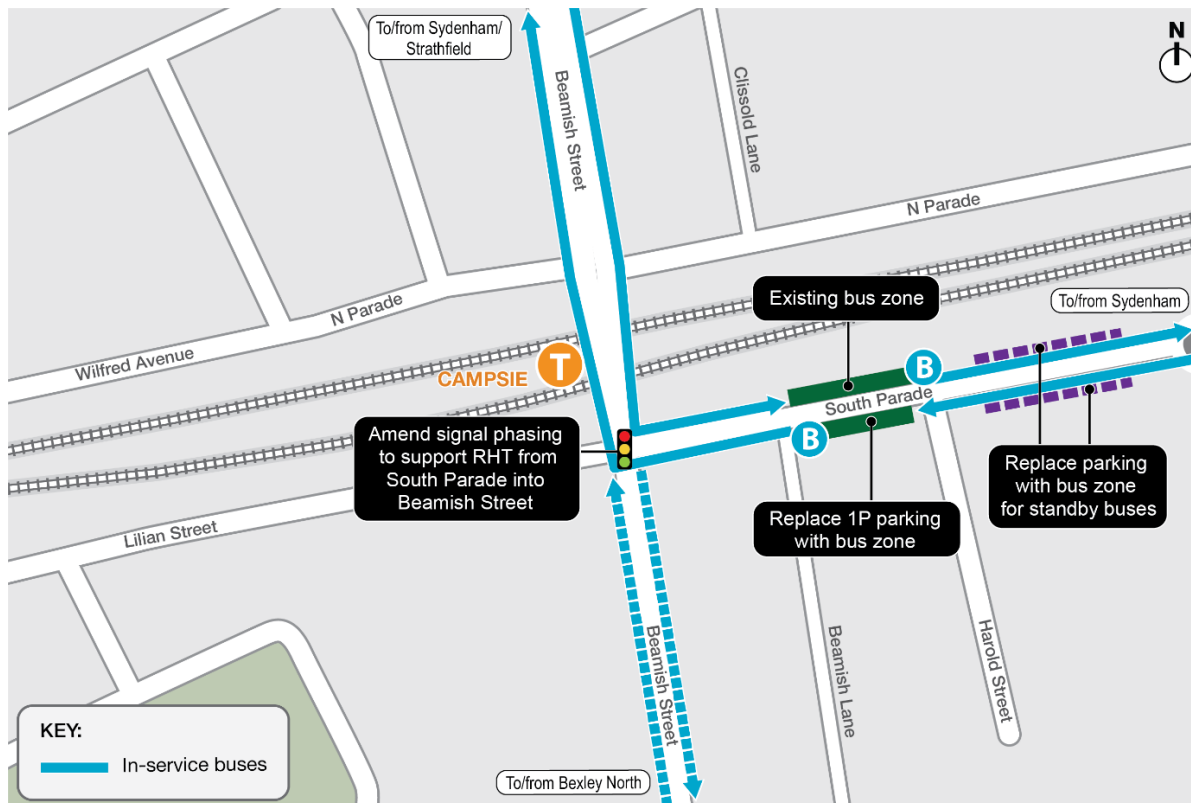 To/from Sydenham/
Strathfield
N
Beamish Street
Clissold Lane
N Parade
Existing bus zone
To/from Sydenham
N Parade
Wilfred Avenue
T
CAMPSIE
B
South Parade
B
Amend signal phasing
to support RHT from
South Parade into
Beamish Street
Replace 1P parking
with bus zone
Replace parking
with bus zone
for standby buses
Lilian Street
Beamish Street
Beamish Lane
Harold Street
KEY:
In-service buses
To/from Bexley North